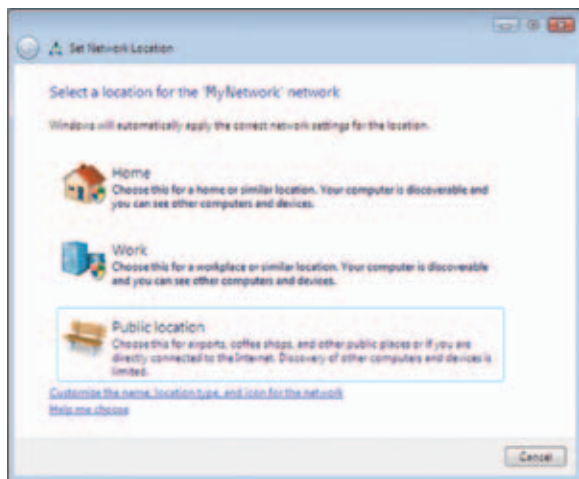 Set Network Location
Select a location for the 'MyNetwork' network
Windows will automatically apply the correct network settings for the location.
Home
Choose this for a home or similar location. Your computer is discoverable and
you can see other computers and devices.
Work
Choose this for a workplace or similar location. Your computer is discoverable
and you can see other computers and devices.
Public location
Choose this for airports, coffee shops, and other public places or if you are
directly connected to the Internet. Discovery of other computers and devices is
limited.
Customize the name, location type, and icon for the network
Help me choose
Cancel